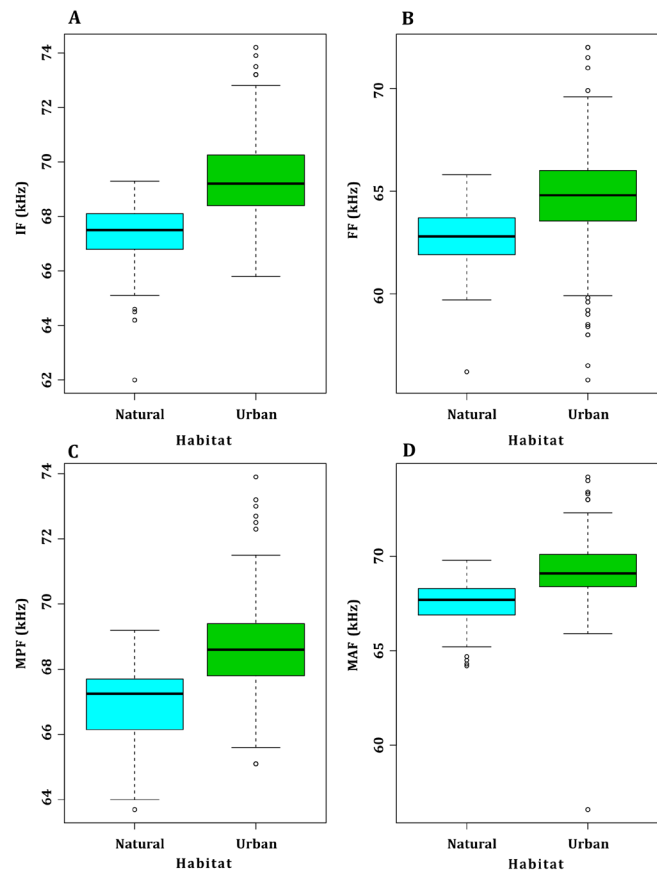 A
IF (kHz)
74
72
70
68
66
64
62
Natural Urban
Habitat
B
FF (kHz)
70
65
60
Natural Urban
Habitat
C
MPF (kHz)
74
72
70
68
66
64
Natural Urban
Habitat
D
MAF (kHz)
70
65
60
Natural Urban
Habitat